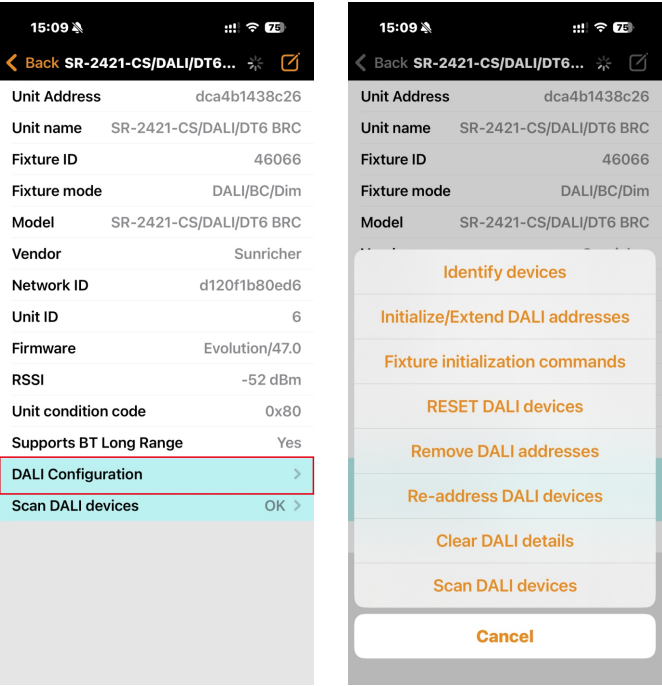 15:09
75
Back SR-2421-CS/DALI/DT6...
Unit Address dca4b1438c26
Unit name SR-2421-CS/DALI/DT6 BRC
Fixture ID 46066
Fixture mode DALI/BC/Dim
Model SR-2421-CS/DALI/DT6 BRC
Vendor Sunricher
Network ID d120f1b80ed6
Unit ID 6
Firmware Evolution/47.0
RSSI -52 dBm
Unit condition code 0x80
Supports BT Long Range Yes
DALI Configuration
Scan DALI devices OK
15:09
75
Back SR-2421-CS/DALI/DT6...
Unit Address dca4b1438c26
Unit name SR-2421-CS/DALI/DT6 BRC
Fixture ID 46066
Fixture mode DALI/BC/Dim
Model SR-2421-CS/DALI/DT6 BRC
Identify devices
Initialize/Extend DALI addresses
Fixture initialization commands
RESET DALI devices
Remove DALI addresses
Re-address DALI devices
Clear DALI details
Scan DALI devices
Cancel